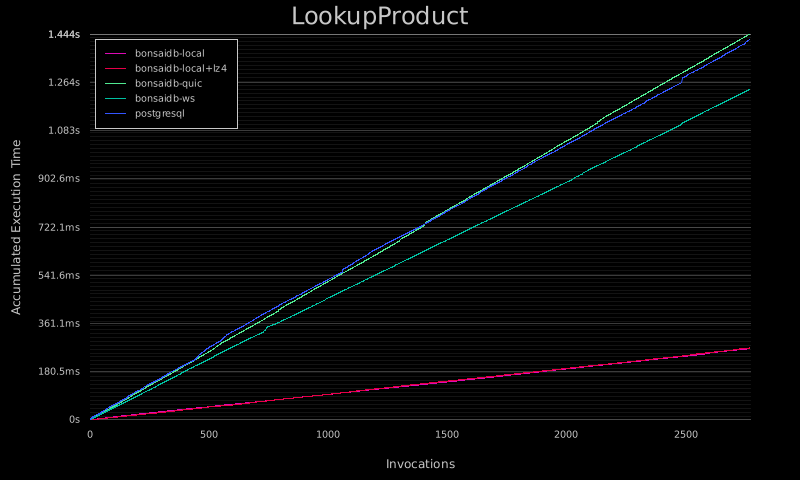 LookupProduct
1.444s
bonsaidb-local
bonsaidb-local+lz4
bonsaidb-quic
bonsaidb-ws
postgresql
1.264s
1.083s
902.6ms
722.1ms
541.6ms
361.1ms
180.5ms
0s
Accumulated Execution Time
0 500 1000 1500 2000 2500
Invocations